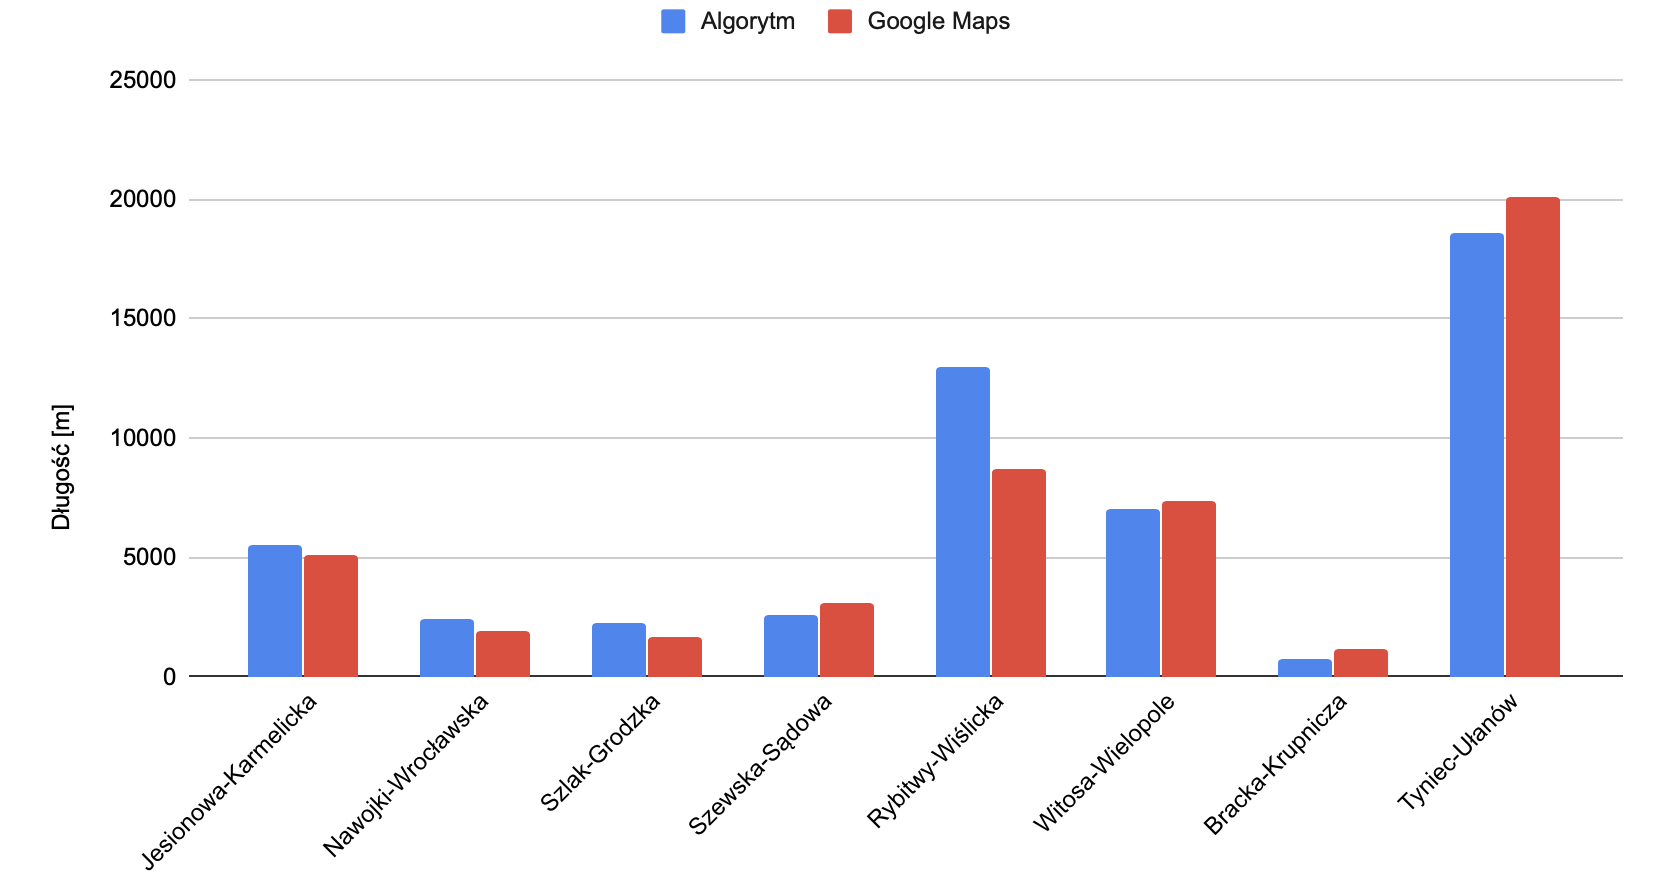 Algorytm Google Maps
25000
20000
15000
10000
5000
0
Długość [m]
Jesionowa-Karmelicka
Nawojki-Wrocławska
Szlak-Grodzka
Szewska-Sądowa
Rybitwy-Wiślicka
Witosa-Wielopole
Bracka-Krupnicza
Tyniec-Ułanów